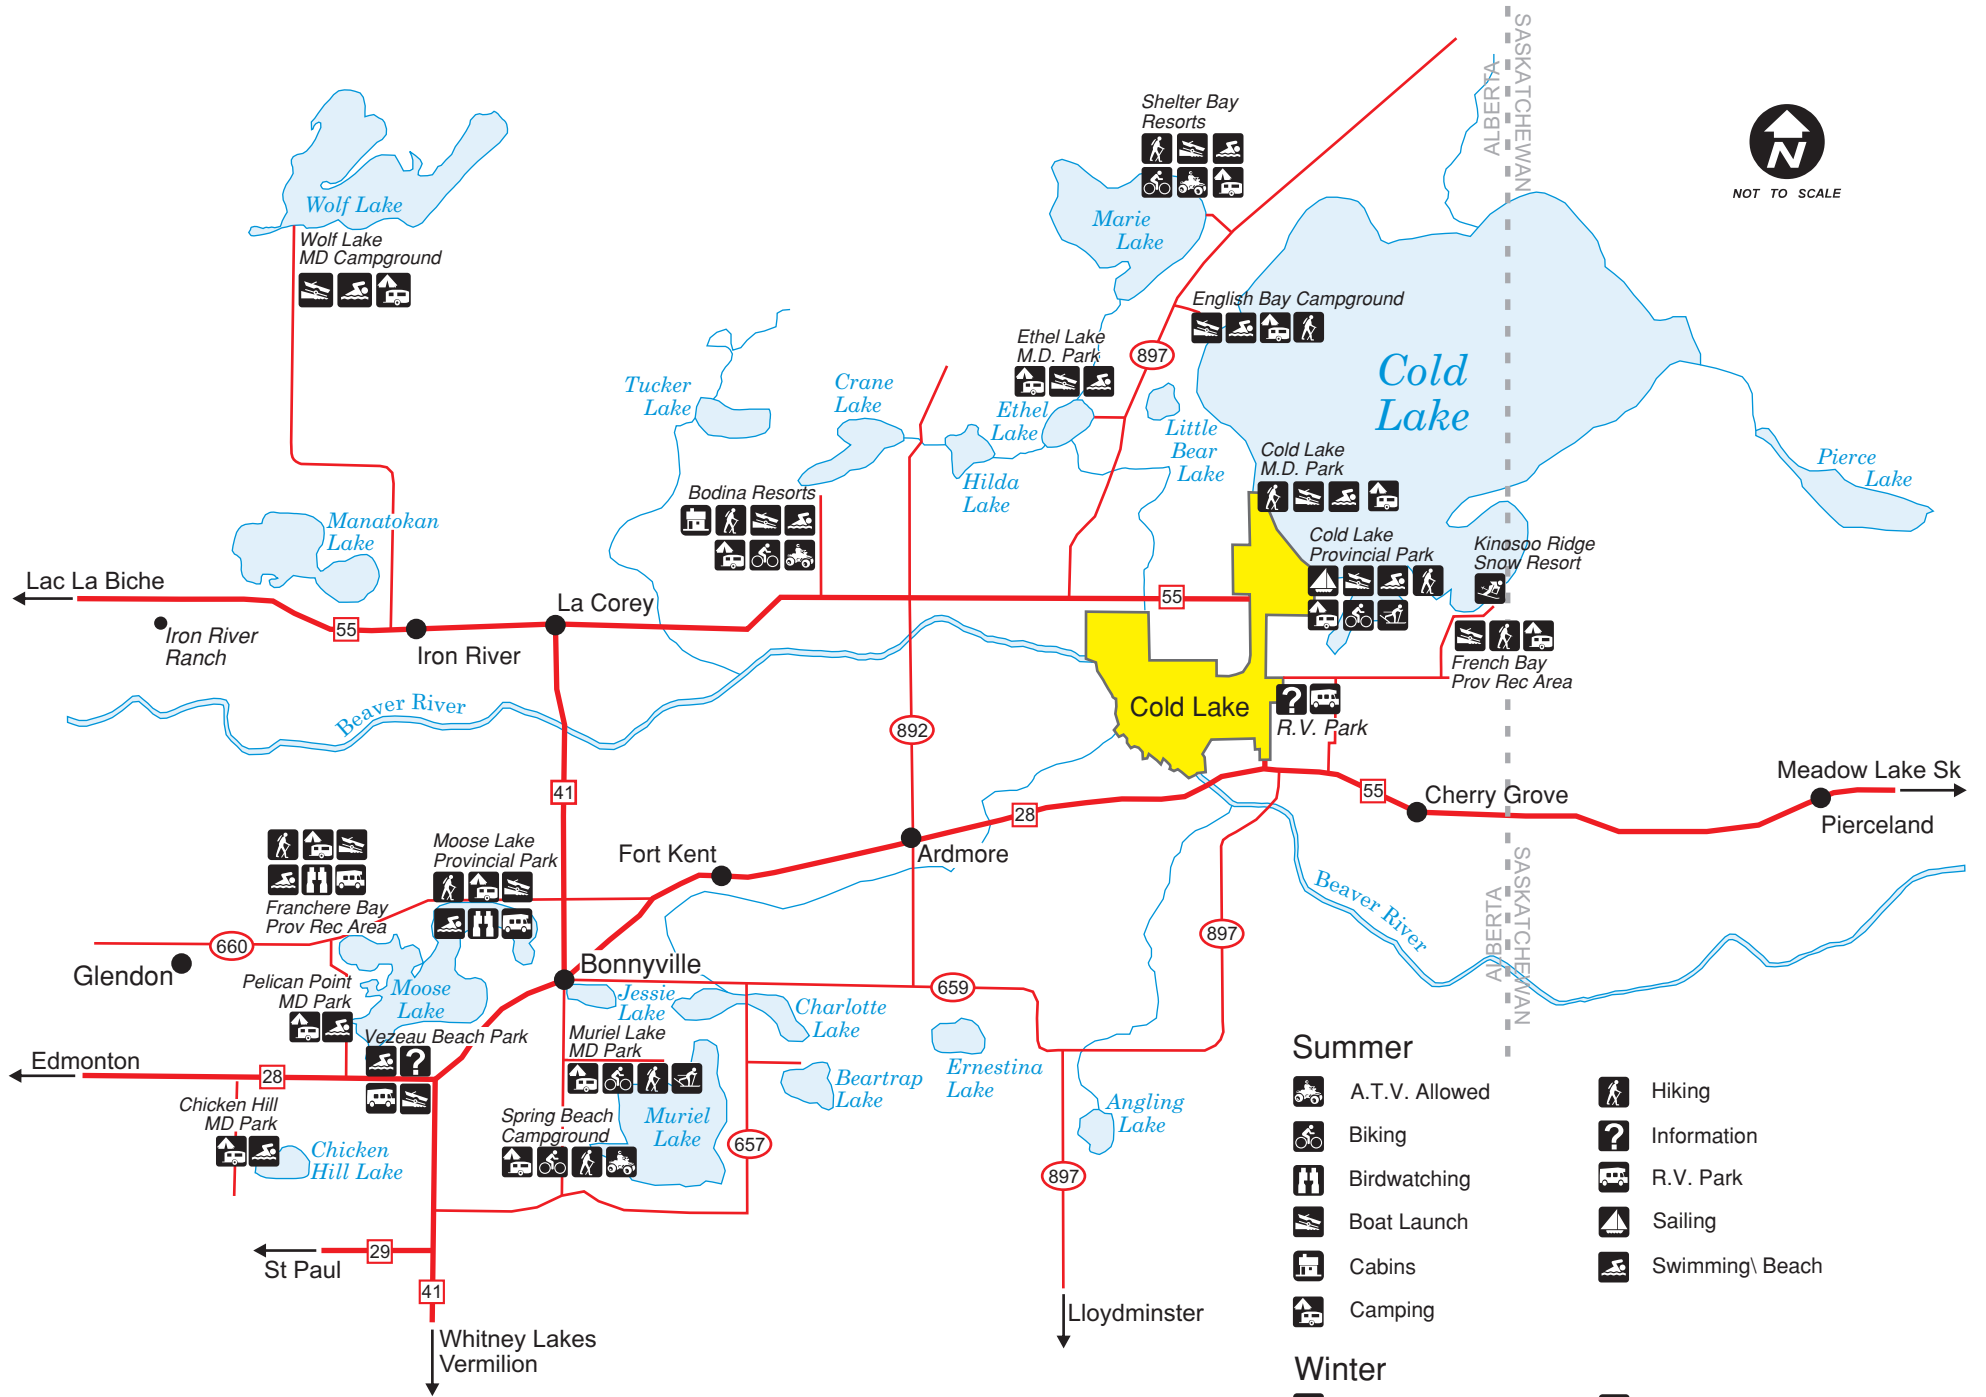 SASKATCHEWAN
ALBERTA
N
NOT TO SCALE
Shelter Bay
Resorts
Marie
Lake
Wolf Lake
Wolf Lake
MD Campground
English Bay Campground
Ethel Lake
M.D. Park
897
Cold
Lake
Tucker
Lake
Crane
Lake
Ethel
Lake
Little
Bear
Lake
Hilda
Lake
Cold Lake
M.D. Park
Pierce
Lake
Bodina Resorts
Manatokan
Lake
Cold Lake
Provincial Park
Kinosoo Ridge
Snow Resort
Lac La Biche
La Corey
55
55
Iron River
Ranch
Iron River
French Bay
Prov Rec Area
Beaver River
Cold Lake
?
R.V. Park
892
41
28
55
Cherry Grove
Meadow Lake Sk
Pierceland
Moose Lake
Provincial Park
Fort Kent
Ardmore
Franchere Bay
Prov Rec Area
Beaver River
SASKATCHEWAN
ALBERTA
660
Glendon
897
Bonnyville
Pelican Point
MD Park
Moose
Lake
Jessie
Lake
659
Charlotte
Lake
Vezeau Beach Park
?
Muriel Lake
MD Park
Ernestina
Lake
Edmonton
28
Beartrap
Lake
Chicken Hill
MD Park
Spring Beach
Campground
Muriel
Lake
Angling
Lake
Chicken
Hill Lake
657
897
St Paul
29
41
Whitney Lakes
Vermilion
Lloydminster
Summer
A.T.V. Allowed
Biking
Birdwatching
Boat Launch
Cabins
Camping
Hiking
?
Information
R.V. Park
Sailing
Swimming\ Beach
Winter